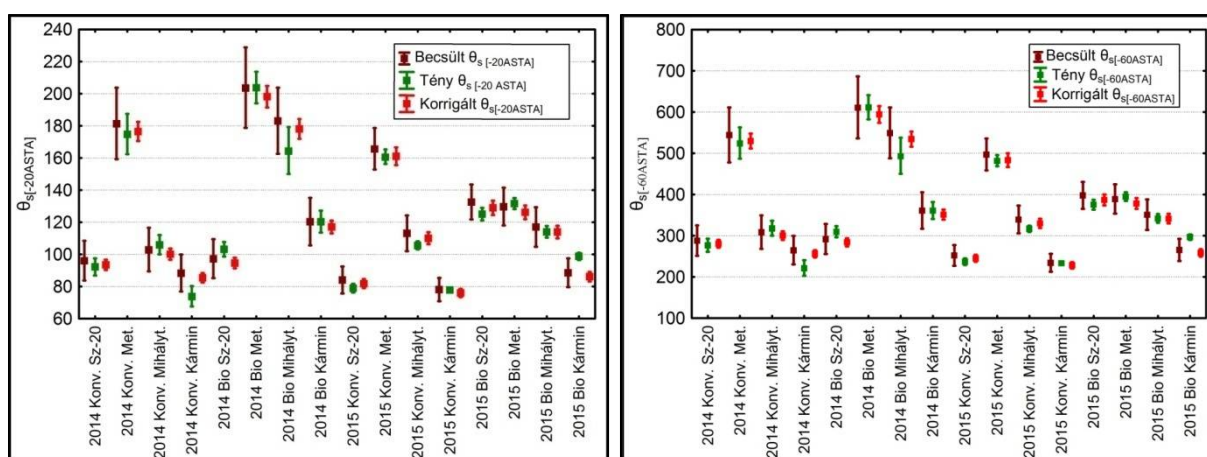 240
220
200
180
160
140
120
100
80
60
θs[-20ASTA]
Becsült θs [-20ASTA]
Tény θs [-20 ASTA]
Korrigált θs[-20ASTA]
2014 Konv. Sz-20
2014 Konv. Met.
2014 Konv. Mihályt.
2014 Konv. Kármin
2014 Bio Sz-20
2014 Bio Met.
2014 Bio Mihályt.
2014 Bio Kármin
2015 Konv. Sz-20
2015 Konv. Met.
2015 Konv. Mihályt.
2015 Konv. Kármin
2015 Bio Sz-20
2015 Bio Met.
2015 Bio Mihályt.
2015 Bio Kármin
800
700
600
500
400
300
200
100
θs[-60ASTA]
Becsült θs [-60ASTA]
Tény θs[-60ASTA]
Korrigált θs[-60ASTA]
2014 Konv. Sz-20
2014 Konv. Met.
2014 Konv. Mihályt.
2014 Konv. Kármin
2014 Bio Sz-20
2014 Bio Met.
2014 Bio Mihályt.
2014 Bio Kármin
2015 Konv. Sz-20
2015 Konv. Met.
2015 Konv. Mihályt.
2015 Konv. Kármin
2015 Bio Sz-20
2015 Bio Met.
2015 Bio Mihályt.
2015 Bio Kármin